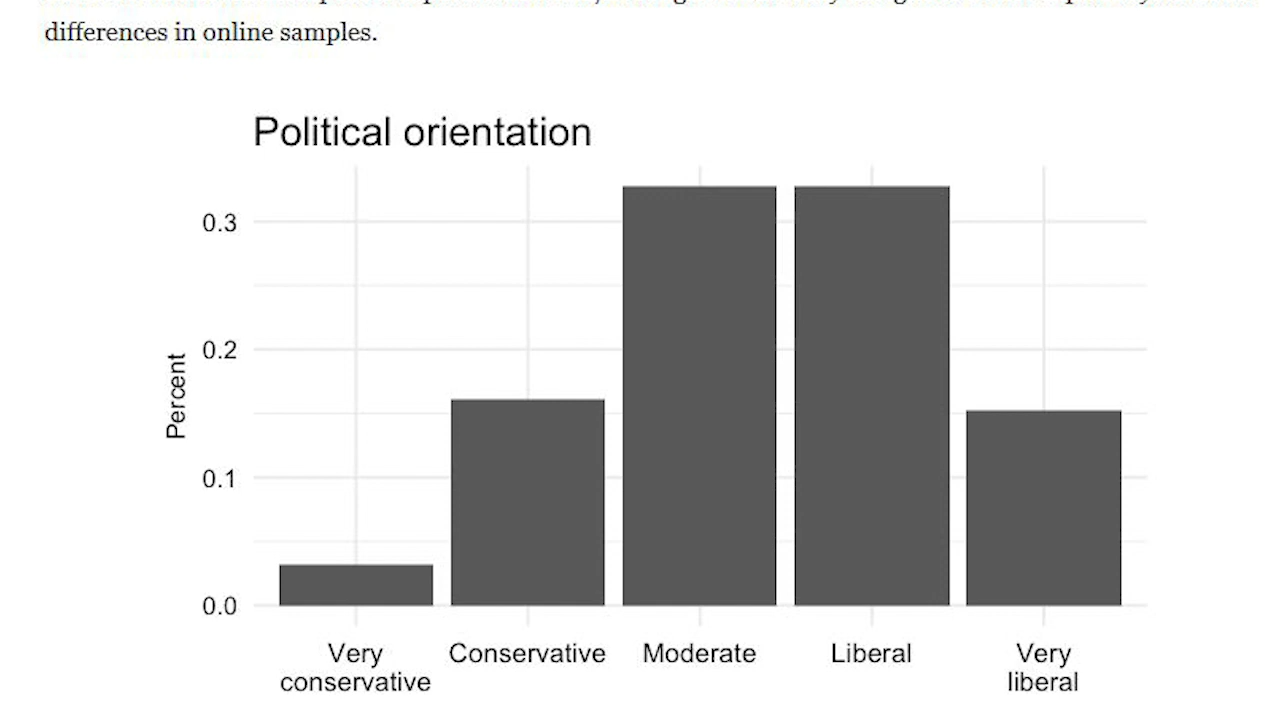 differences in online samples.
Political orientation
Percent
0.3
0.2
0.1
0.0
Very
conservative
Conservative
Moderate
Liberal
Very
liberal